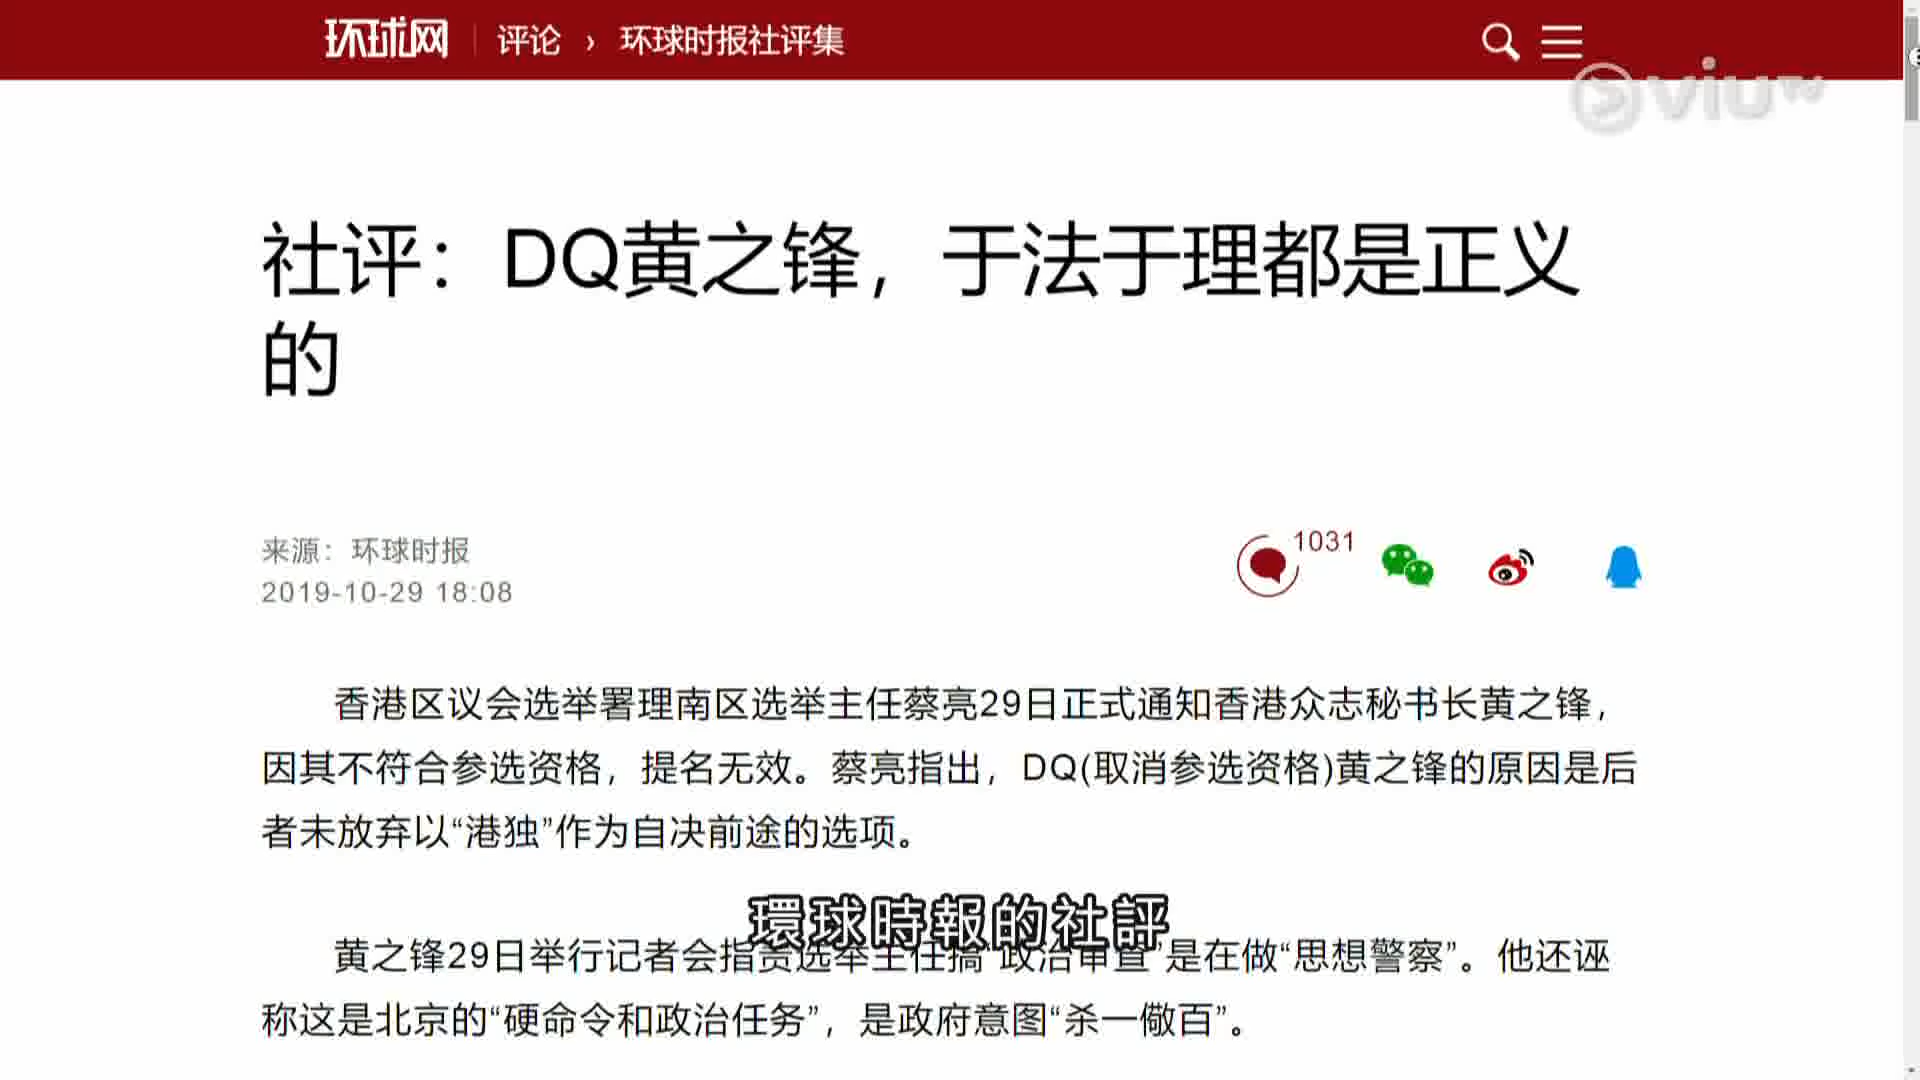 环球网 评论 › 环球时报社评集
viuTV
社评：DQ黄之锋，于法于理都是正义
的
来源：环球时报
2019-10-29 18:08
1031
香港区议会选举署理南区选举主任蔡亮29日正式通知香港众志秘书长黄之锋，
因其不符合参选资格，提名无效。蔡亮指出，DQ(取消参选资格)黄之锋的原因是后
者未放弃以“港独”作为自决前途的选项。
環球時報的社評
黄之锋29日举行记者会指责选举主任搞“政治审查”是在做“思想警察”。他还诬
称这是北京的“硬命令和政治任务”，是政府意图“杀一儆百”。